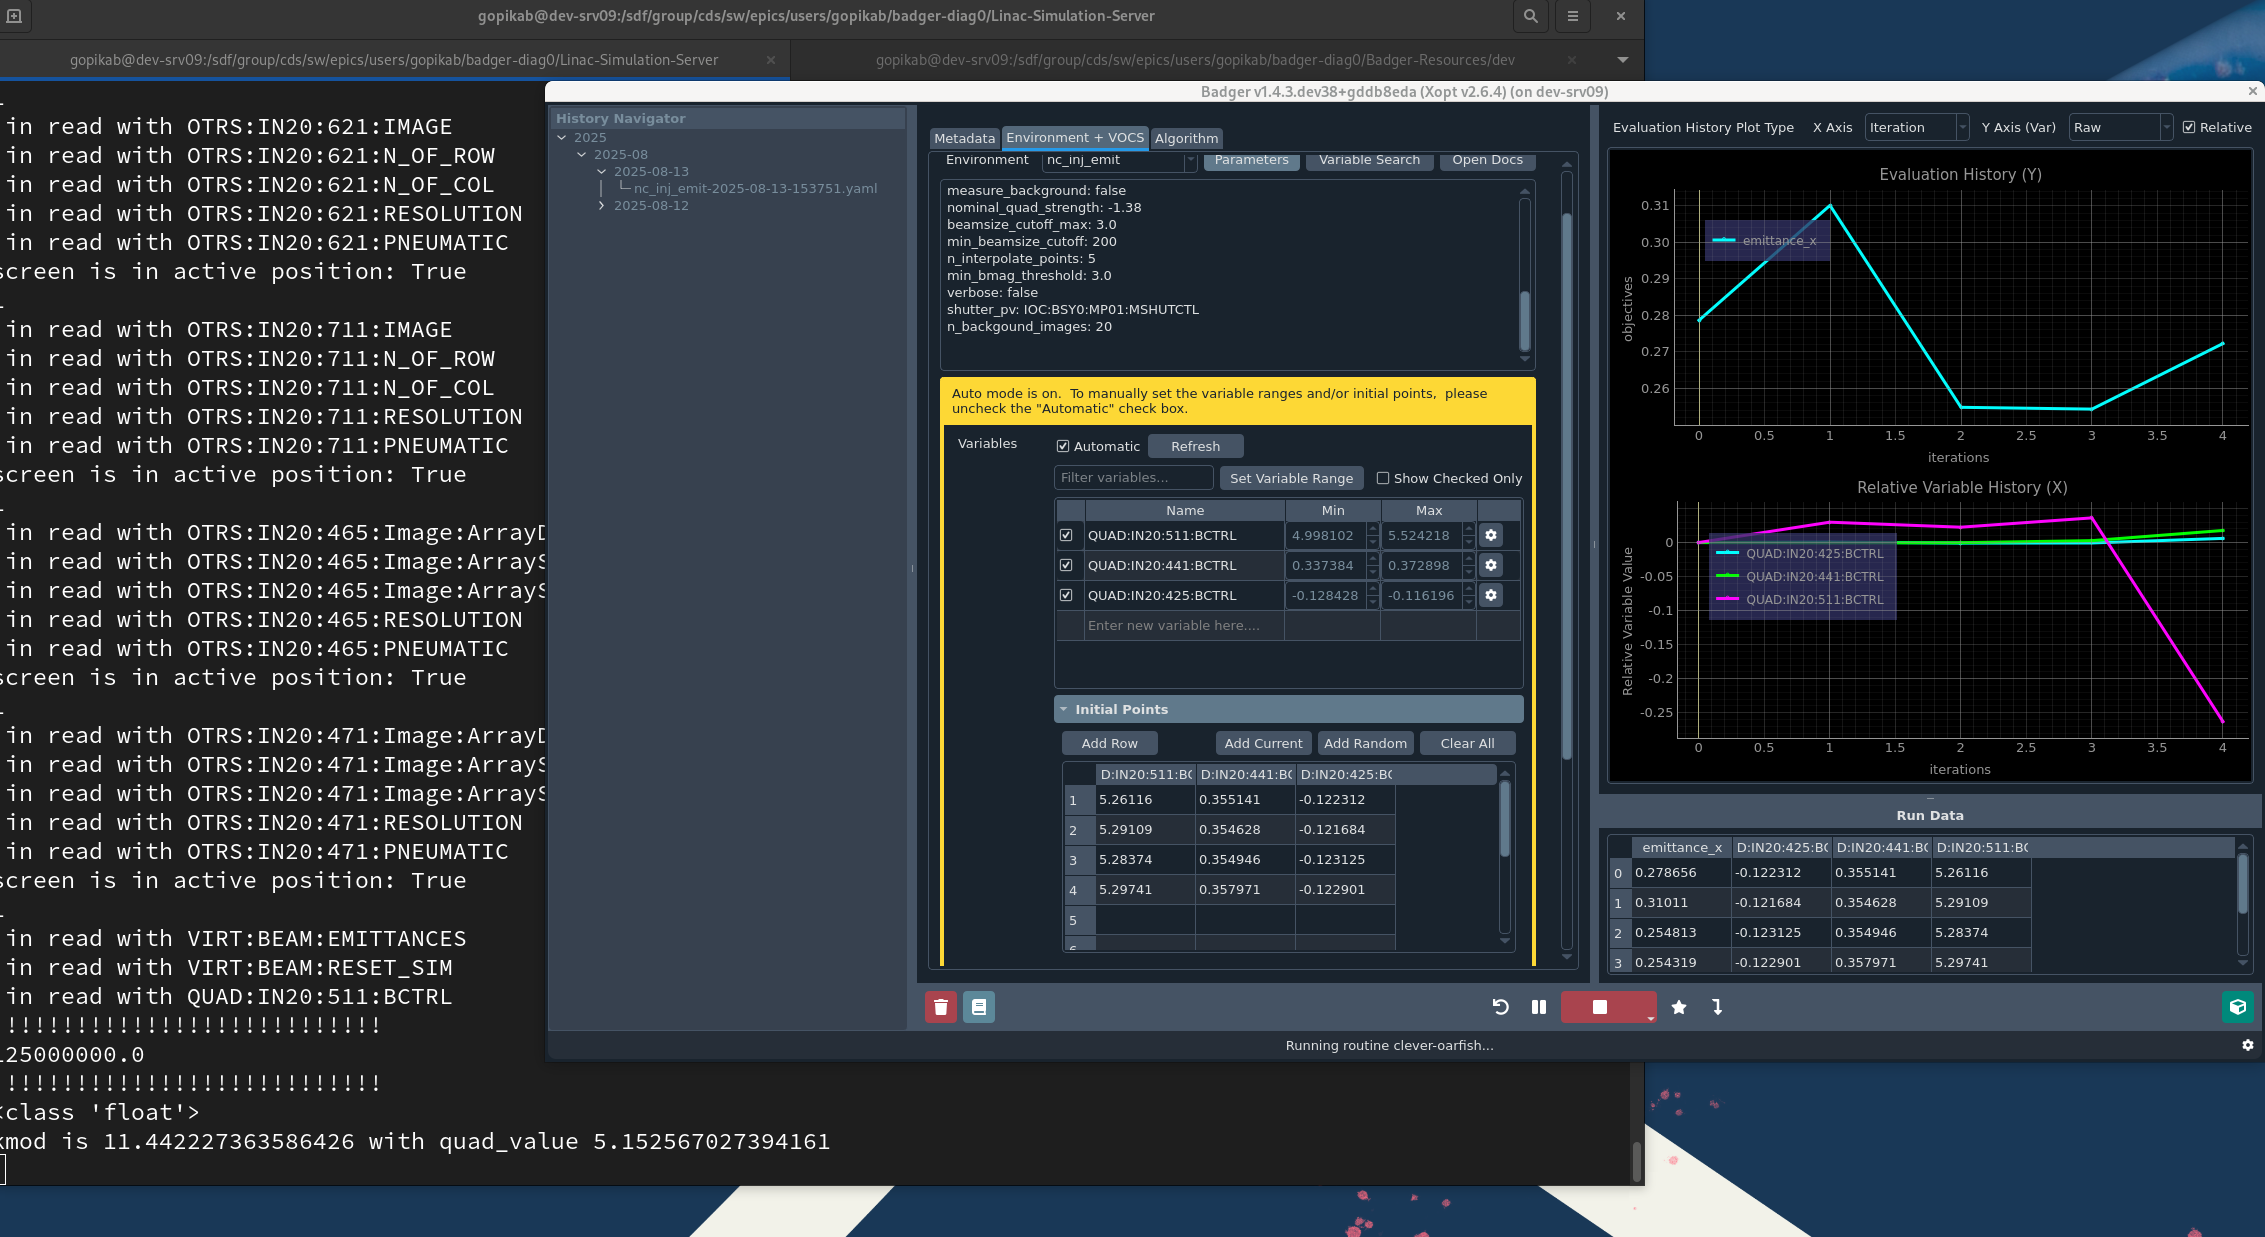 gopikab@dev-srv09:/sdf/group/cds/sw/epics/users/gopikab/badger-diag0/Linac-Simulation-Server
gopikab@dev-srv09:/sdf/group/cds/sw/epics/users/gopikab/badger-diag0/Linac-Simulation-Server
gopikab@dev-srv09:/sdf/group/cds/sw/epics/users/gopikab/badger-diag0/Badger-Resources/dev
in read with OTRS:IN20:621:IMAGE
in read with OTRS:IN20:621:N_OF_ROW
in read with OTRS:IN20:621:N_OF_COL
in read with OTRS:IN20:621:RESOLUTION
in read with OTRS:IN20:621:PNEUMATIC
screen is in active position: True
in read with OTRS:IN20:711:IMAGE
in read with OTRS:IN20:711:N_OF_ROW
in read with OTRS:IN20:711:N_OF_COL
in read with OTRS:IN20:711:RESOLUTION
in read with OTRS:IN20:711:PNEUMATIC
screen is in active position: True
in read with OTRS:IN20:465:Image:Array
in read with OTRS:IN20:465:Image:ArrayS
in read with OTRS:IN20:465:Image:ArrayS
in read with OTRS:IN20:465:RESOLUTION
in read with OTRS:IN20:465:PNEUMATIC
screen is in active position: True
in read with OTRS:IN20:471:Image:Array
in read with OTRS:IN20:471:Image:ArrayS
in read with OTRS:IN20:471:Image:ArrayS
in read with OTRS:IN20:471:RESOLUTION
in read with OTRS:IN20:471:PNEUMATIC
screen is in active position: True
in read with VIRT:BEAM:EMITTANCES
in read with VIRT:BEAM:RESET_SIM
in read with QUAD:IN20:511:BCTRL
!!!!!!!!!!!!!!!!!!!!!!!!!!!
125000000.0
!!!!!!!!!!!!!!!!!!!!!!!!!!!
<class 'float'>
kmod is 11.442227363586426 with quad_value 5.152567027394161
Badger v1.4.3.dev38+gddb8eda (Xopt v2.6.4) (on dev-srv09)
History Navigator
2025
2025-08
2025-08-13
nc_inj_emit-2025-08-13-153751.yaml
2025-08-12
Metadata Environment + VOCS Algorithm
Environment nc_inj_emit Parameters Variable Search Open Docs
measure_background: false
nominal_quad_strength: -1.38
beamsize_cutoff_max: 3.0
min_beamsize_cutoff: 200
n_interpolate_points: 5
min_bmag_threshold: 3.0
verbose: false
shutter_pv: IOC:BSY0:MP01:MSHUTCTL
n_backgound_images: 20
Auto mode is on. To manually set the variable ranges and/or initial points, please
uncheck the "Automatic" check box.
Variables Automatic Refresh
Filter variables... Set Variable Range Show Checked Only
Name Min Max
QUAD:IN20:511:BCTRL 4.998102 5.524218
QUAD:IN20:441:BCTRL 0.337384 0.372898
QUAD:IN20:425:BCTRL -0.128428 -0.116196
Enter new variable here....
Initial Points
Add Row Add Current Add Random Clear All
D:IN20:511:BC D:IN20:441:BC D:IN20:425:BC
1 5.26116 0.355141 -0.122312
2 5.29109 0.354628 -0.121684
3 5.28374 0.354946 -0.123125
4 5.29741 0.357971 -0.122901
5
6
Running routine clever-oarfish...
Evaluation History Plot Type X Axis Iteration Y Axis (Var) Raw Relative
Evaluation History (Y)
emittance_x
objectives
0.31
0.30
0.29
0.28
0.27
0.26
0 0.5 1 1.5 2 2.5 3 3.5 4
iterations
Relative Variable History (X)
QUAD:IN20:425:BCTRL
QUAD:IN20:441:BCTRL
QUAD:IN20:511:BCTRL
Relative Variable Value
0
-0.05
-0.1
-0.15
-0.2
-0.25
0 0.5 1 1.5 2 2.5 3 3.5 4
iterations
Run Data
emittance_x D:IN20:425:BC D:IN20:441:BC D:IN20:511:BC
0 0.278656 -0.122312 0.355141 5.26116
1 0.31011 -0.121684 0.354628 5.29109
2 0.254813 -0.123125 0.354946 5.28374
3 0.254319 -0.122901 0.357971 5.29741